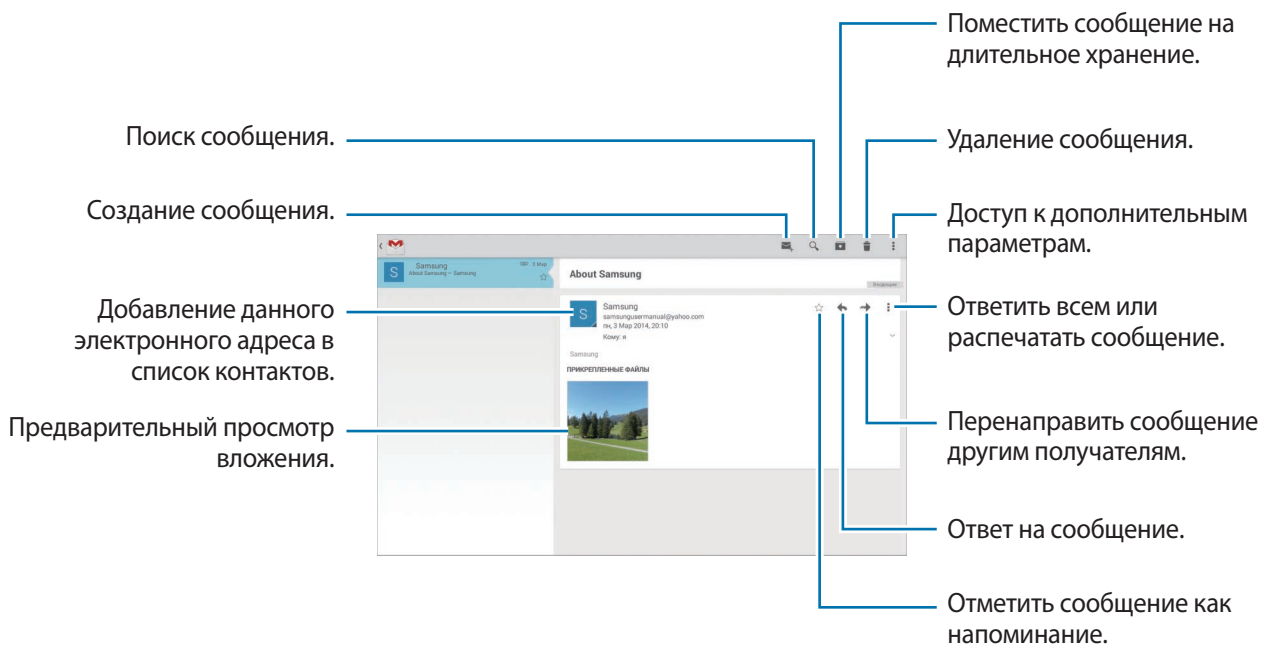 Поместить сообщение на
длительное хранение.
Поиск сообщения.
Удаление сообщения.
Создание сообщения.
Доступ к дополнительным
параметрам.
Добавление данного
электронного адреса в
список контактов.
Ответить всем или
распечатать сообщение.
Предварительный просмотр
вложения.
Перенаправить сообщение
другим получателям.
Ответ на сообщение.
Отметить сообщение как
напоминание.
S
Samsung
3 Мар
About Samsung – Samsung
About Samsung
Входящие
S
Samsung
samsungusermanual@yahoo.com
пн, 3 Мар 2014, 20:10
Кому: я
Samsung
ПРИКРЕПЛЕННЫЕ ФАЙЛЫ